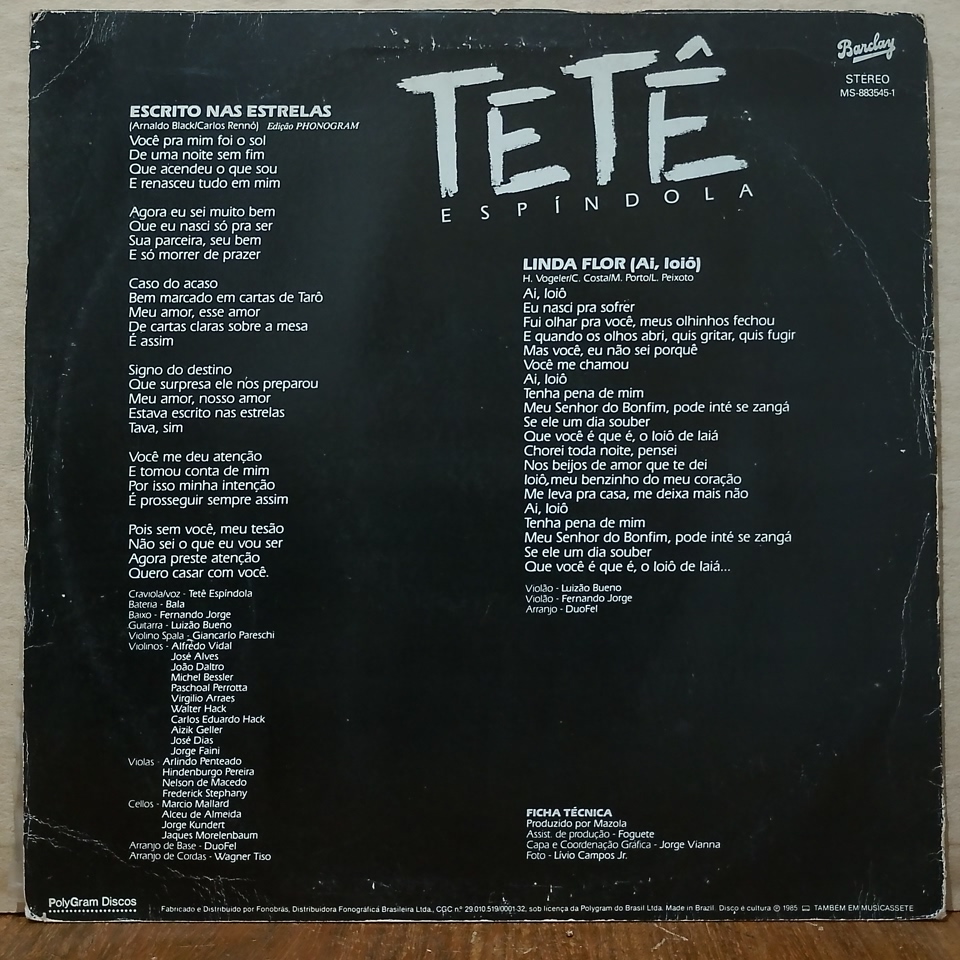 TETÊ
ESPÍNDOLA
Barclay
STEREO
MS-883545-1
ESCRITO NAS ESTRELAS
(Arnaldo Black/Carlos Rennó) Edição PHONOGRAM
Você pra mim foi o sol
De uma noite sem fim
Que acendeu o que sou
E renasceu tudo em mim
Agora eu sei muito bem
Que eu nasci só pra ser
Sua parceira, seu bem
E só morrer de prazer
Caso do acaso
Bem marcado em cartas de Tarô
Meu amor, esse amor
De cartas claras sobre a mesa
É assim
Signo do destino
Que surpresa ele nos preparou
Meu amor, nosso amor
Estava escrito nas estrelas
Tava, sim
Você me deu atenção
E tomou conta de mim
Por isso minha intenção
É prosseguir sempre assim
Pois sem você, meu tesão
Não sei o que eu vou ser
Agora preste atenção
Quero casar com você.
Craviola/voz - Tetê Espíndola
Bateria - Bala
Baixo - Fernando Jorge
Guitarra - Luizão Bueno
Violino Spala - Giancarlo Pareschi
Violinos - Alfredo Vidal
José Alves
João Daltro
Michel Bessler
Paschoal Perrotta
Virgilio Arraes
Walter Hack
Carlos Eduardo Hack
Aizik Geller
José Dias
Jorge Faini
Violas - Arlindo Penteado
Hindenburgo Pereira
Nelson de Macedo
Frederick Stephany
Cellos - Marcio Mallard
Alceu de Almeida
Jorge Kundert
Jaques Morelenbaum
Arranjo de Base - DuoFel
Arranjo de Cordas - Wagner Tiso
LINDA FLOR (Ai, Ioiô)
H. Vogeler/C. Costa/M. Porto/L. Peixoto
Ai, Ioiô
Eu nasci pra sofrer
Fui olhar pra você, meus olhinhos fechou
E quando os olhos abri, quis gritar, quis fugir
Mas você, eu não sei porquê
Você me chamou
Ai, Ioiô
Tenha pena de mim
Meu Senhor do Bonfim, pode inté se zangá
Se ele um dia souber
Que você é que é, o Ioiô de Iaiá
Chorei toda noite, pensei
Nos beijos de amor que te dei
Ioiô, meu benzinho do meu coração
Me leva pra casa, me deixa mais não
Ai, Ioiô
Tenha pena de mim
Meu Senhor do Bonfim, pode inté se zangá
Se ele um dia souber
Que você é que é, o Ioiô de Iaiá...
Violão - Luizão Bueno
Violão - Fernando Jorge
Arranjo - DuoFel
FICHA TÉCNICA
Produzido por Mazola
Assist. de produção - Foguete
Capa e Coordenação Gráfica - Jorge Vianna
Foto - Lívio Campos Jr.
PolyGram Discos
Fabricado e Distribuído por Fonobrás, Distribuidora Fonográfica Brasileira Ltda., CGC n.º 29.010.519/0001-32, sob licença da Polygram do Brasil Ltda. Made in Brazil. Disco é cultura ℗ 1985 TAMBÉM EM MUSICASSETE